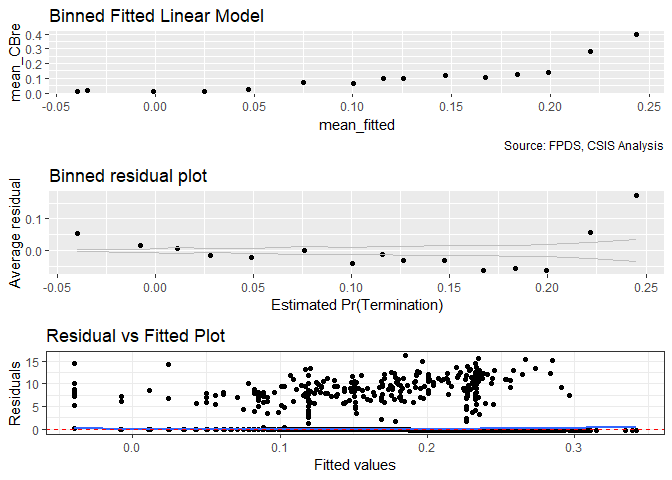 Binned Fitted Linear Model
mean_CBre
0.4
0.3
0.2
0.1
0.0
-0.05 0.00 0.05 0.10 0.15 0.20 0.25
mean_fitted
Source: FPDS, CSIS Analysis
Binned residual plot
Average residual
0.1
0.0
-0.05 0.00 0.05 0.10 0.15 0.20 0.25
Estimated Pr(Termination)
Residual vs Fitted Plot
Residuals
15
10
5
0
0.0 0.1 0.2 0.3
Fitted values